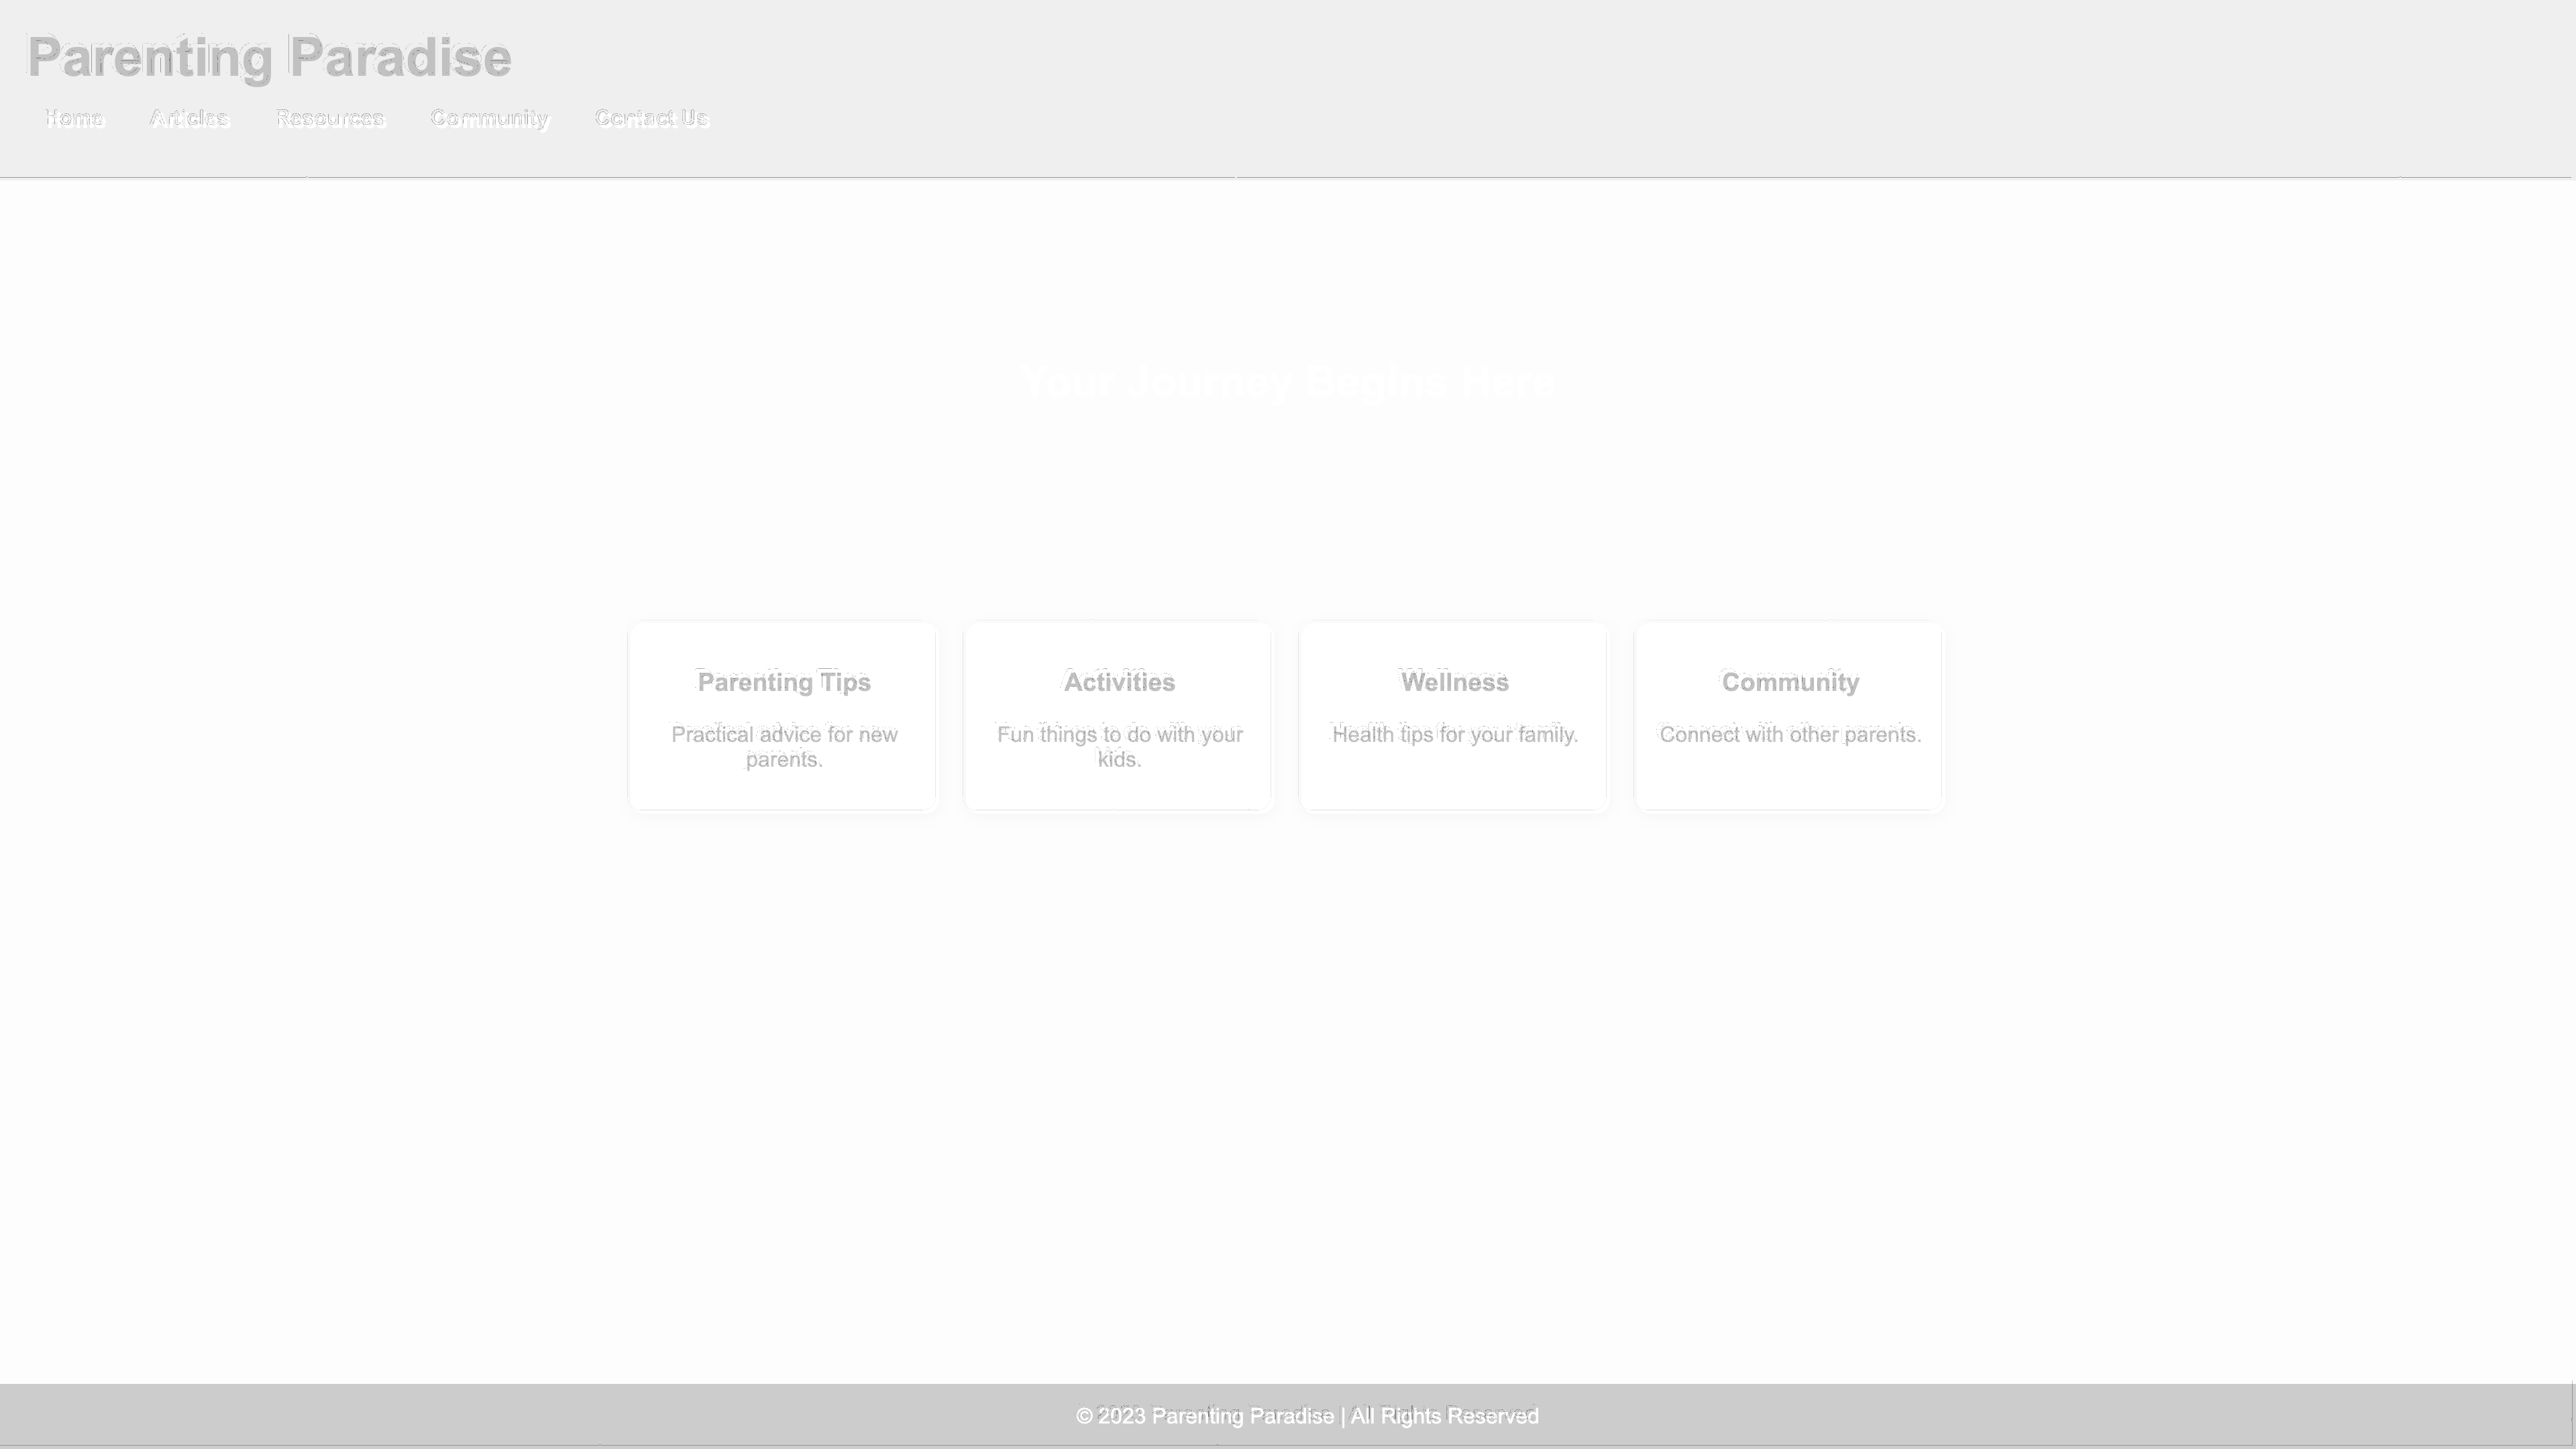 Parenting Paradise
Home Articles Resources Community Contact Us
Your Journey Begins Here
Parenting Tips
Practical advice for new
parents.
Activities
Fun things to do with your
kids.
Wellness
Health tips for your family.
Community
Connect with other parents.
© 2023 Parenting Paradise | All Rights Reserved